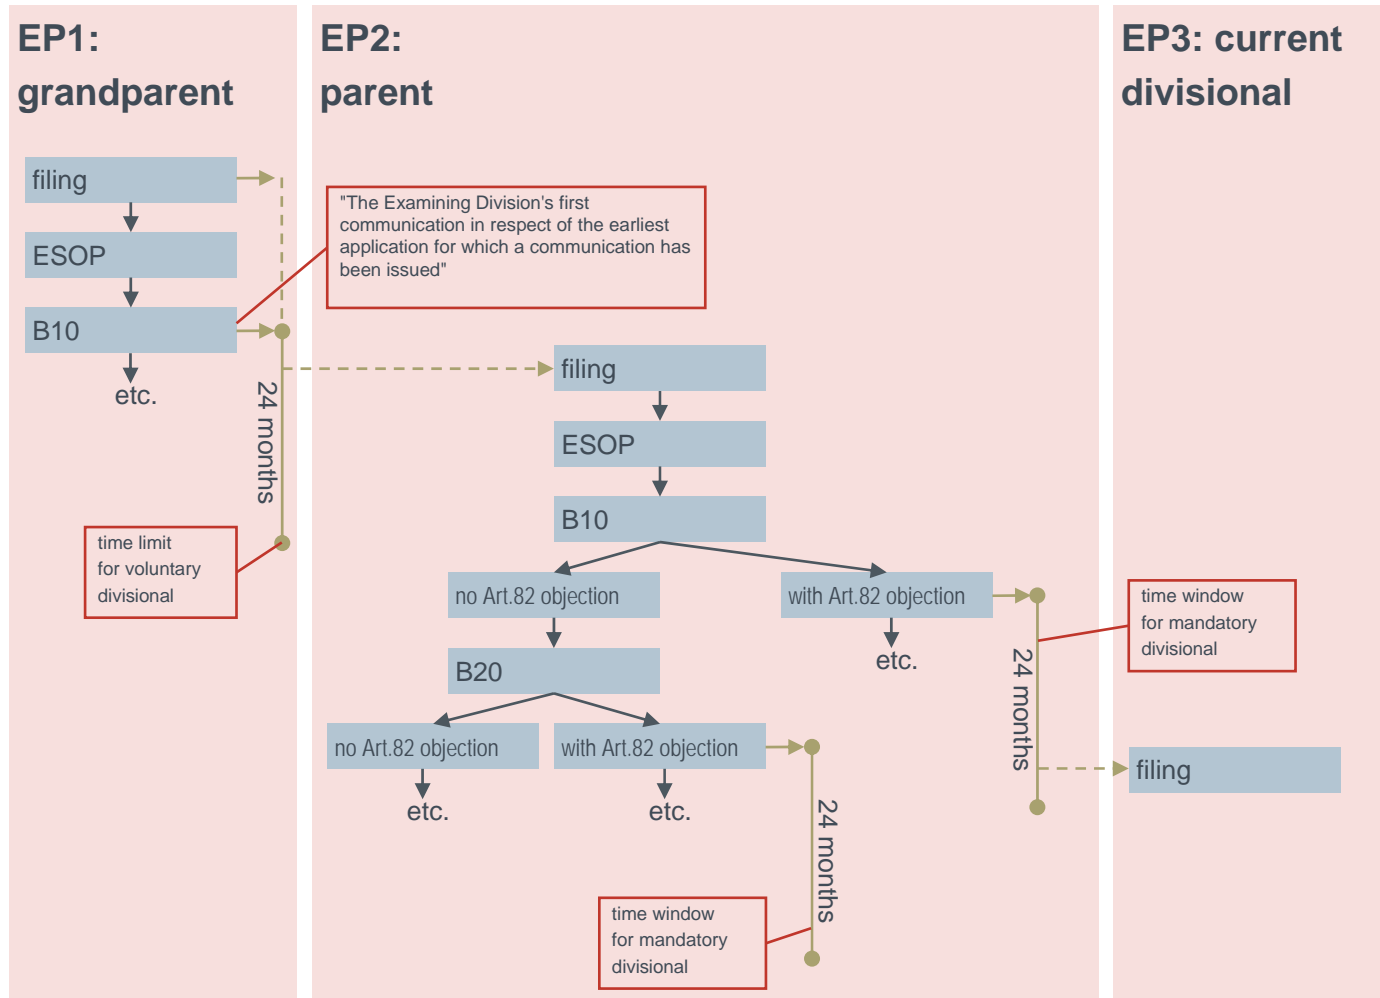 EP1:
grandparent
filing
ESOP
B10
etc.
24 months
time limit
for voluntary
divisional
EP2:
parent
"The Examining Division's first
communication in respect of the earliest
application for which a communication has
been issued"
filing
ESOP
B10
no Art.82 objection
with Art.82 objection
etc.
B20
no Art.82 objection
with Art.82 objection
etc.
etc.
24 months
time window
for mandatory
divisional
24 months
EP3: current
divisional
time window
for mandatory
divisional
filing